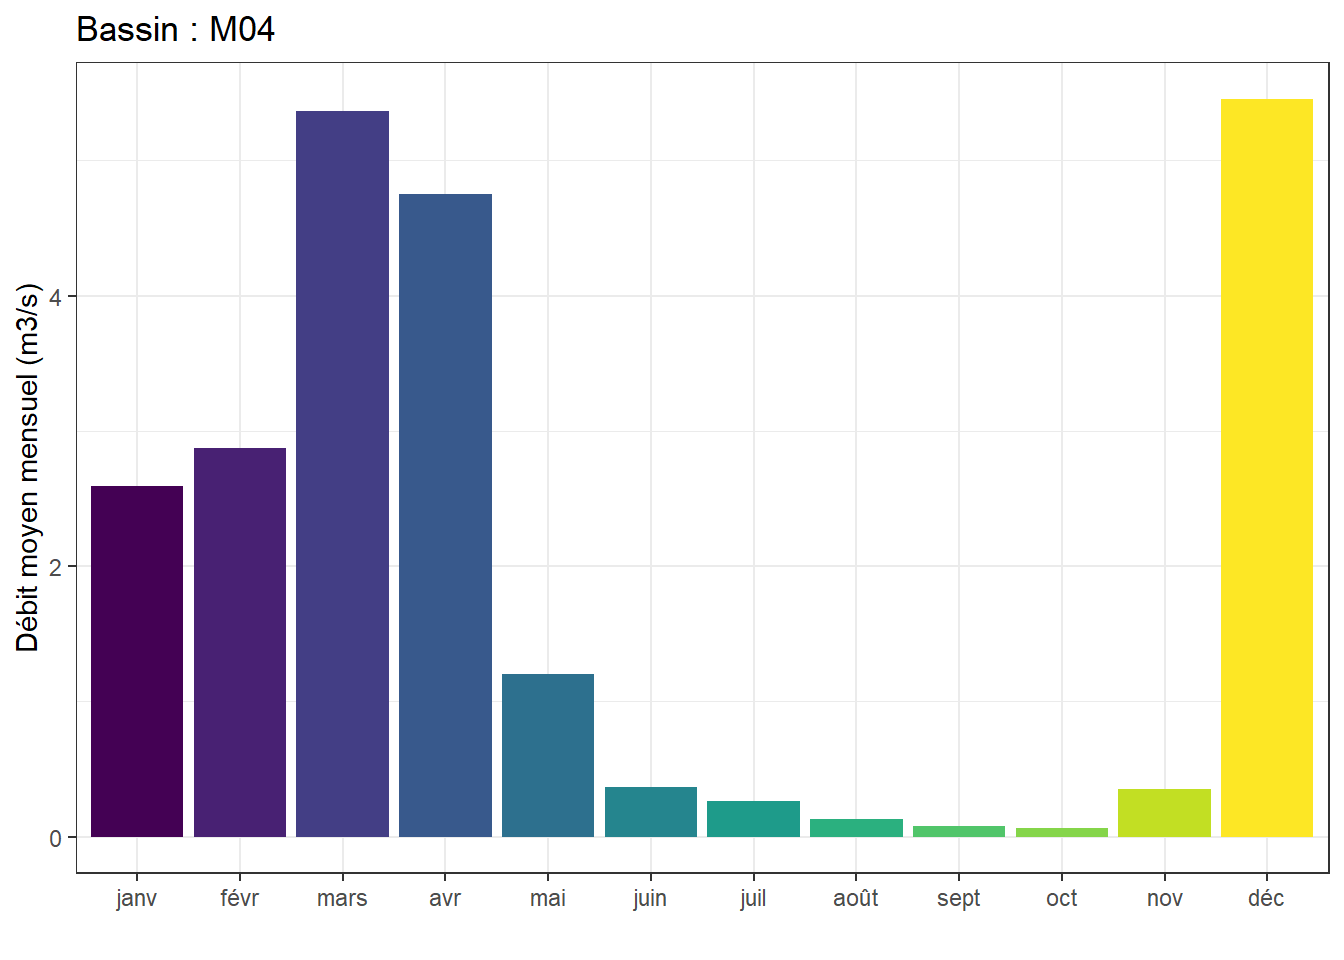 Bassin : M04
Débit moyen mensuel (m3/s)
4
2
0
janv févr mars avr mai juin juil août sept oct nov déc